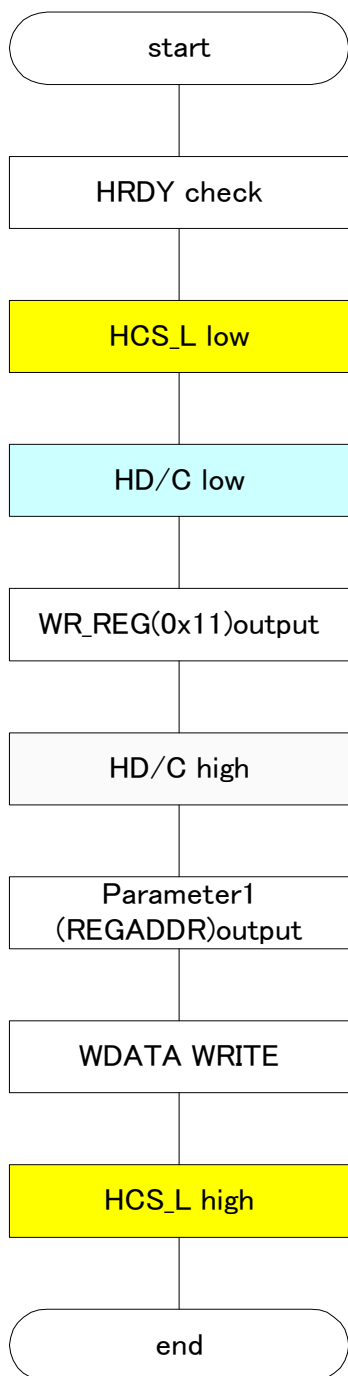 start
HRDY check
HCS_L low
HD/C low
WR_REG(0x11)output
HD/C high
Parameter1
(REGADDR)output
WDATA WRITE
HCS_L high
end